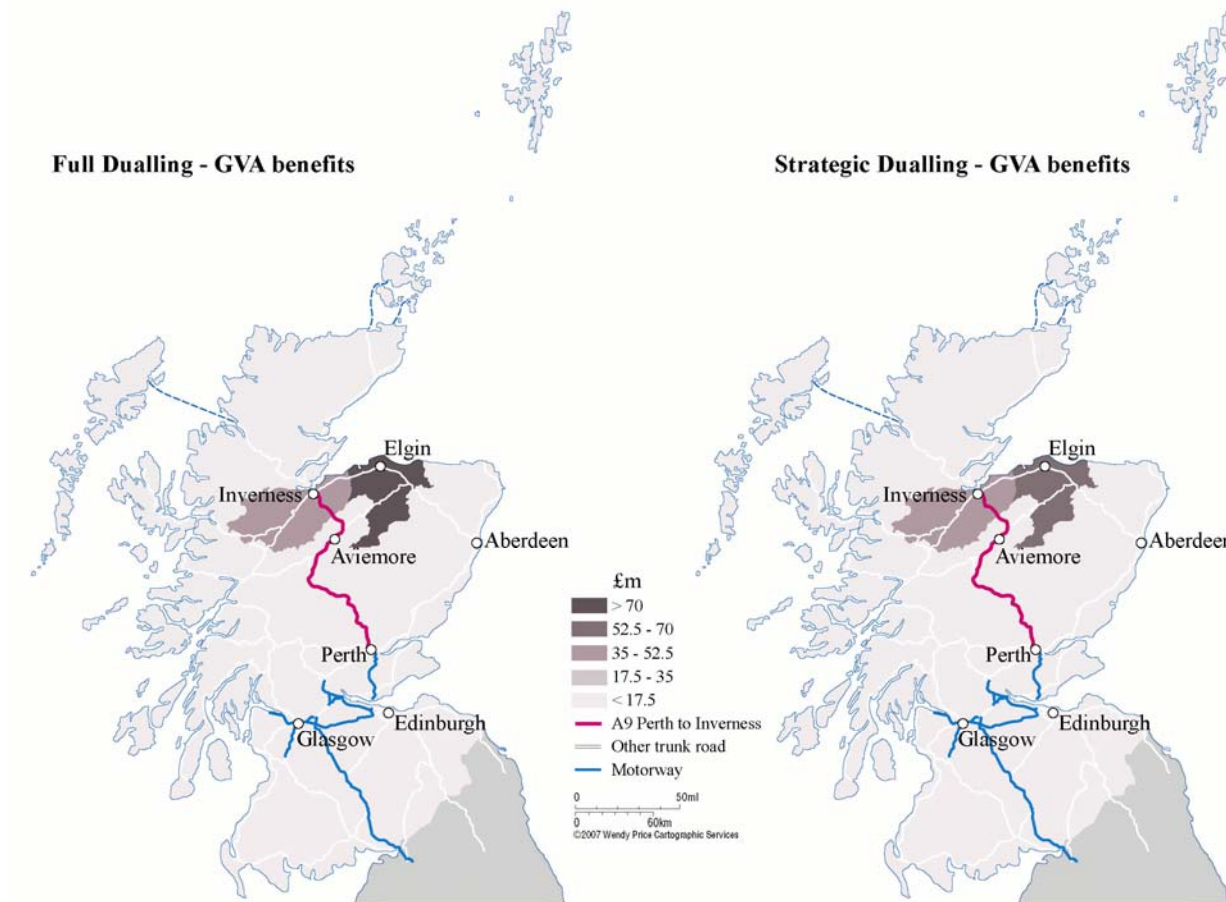 Full Dualling - GVA benefits
Elgin
Inverness
Aberdeen
Aviemore
Perth
Edinburgh
Glasgow
£m
> 70
52.5 - 70
35 - 52.5
17.5 - 35
< 17.5
A9 Perth to Inverness
Other trunk road
Motorway
0 50ml
0 60km
©2007 Wendy Price Cartographic Services
Strategic Dualling - GVA benefits
Elgin
Inverness
Aberdeen
Aviemore
Perth
Edinburgh
Glasgow